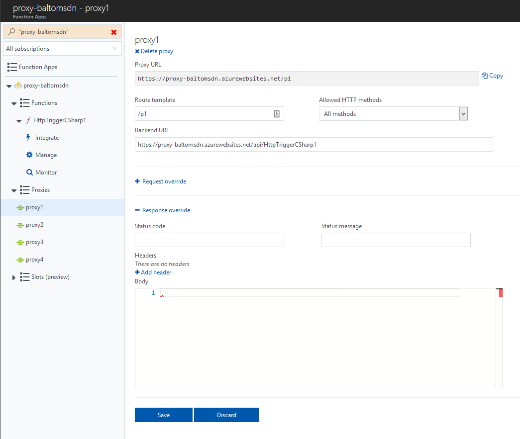 proxy-baltomsdn - proxy1
Function Apps
"proxy-baltomsdn"
All subscriptions
Function Apps
proxy-baltomsdn
Functions
HttpTriggerCSharp1
Integrate
Manage
Monitor
Proxies
proxy1
proxy2
proxy3
proxy4
Slots (preview)
proxy1
Delete proxy
Proxy URL
https://proxy-baltomsdn.azurewebsites.net/p1
Copy
Route template
Allowed HTTP methods
/p1
All methods
Backend URL
https://proxy-baltomsdn.azurewebsites.net/api/HttpTriggerCSharp1
Request override
Response override
Status code
Status message
Headers
There are no headers
Add header
Body
1
Save
Discard